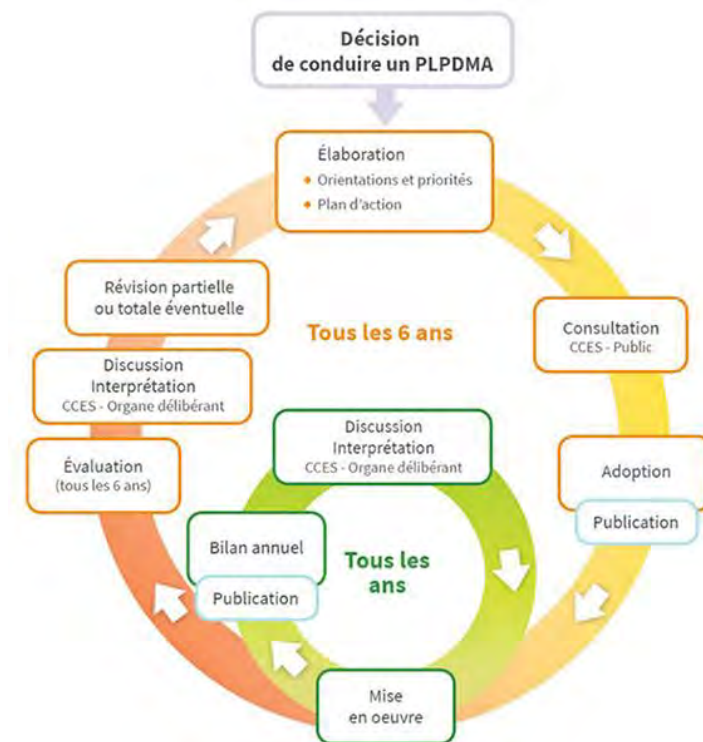 Décision
de conduire un PLPDMA
Élaboration
• Orientations et priorités
• Plan d'action
Révision partielle
ou totale éventuelle
Tous les 6 ans
Consultation
CCES - Public
Discussion
Interprétation
CCES - Organe délibérant
Discussion
Interprétation
CCES - Organe délibérant
Évaluation
(tous les 6 ans)
Adoption
Publication
Bilan annuel
Publication
Tous les
ans
Mise
en oeuvre